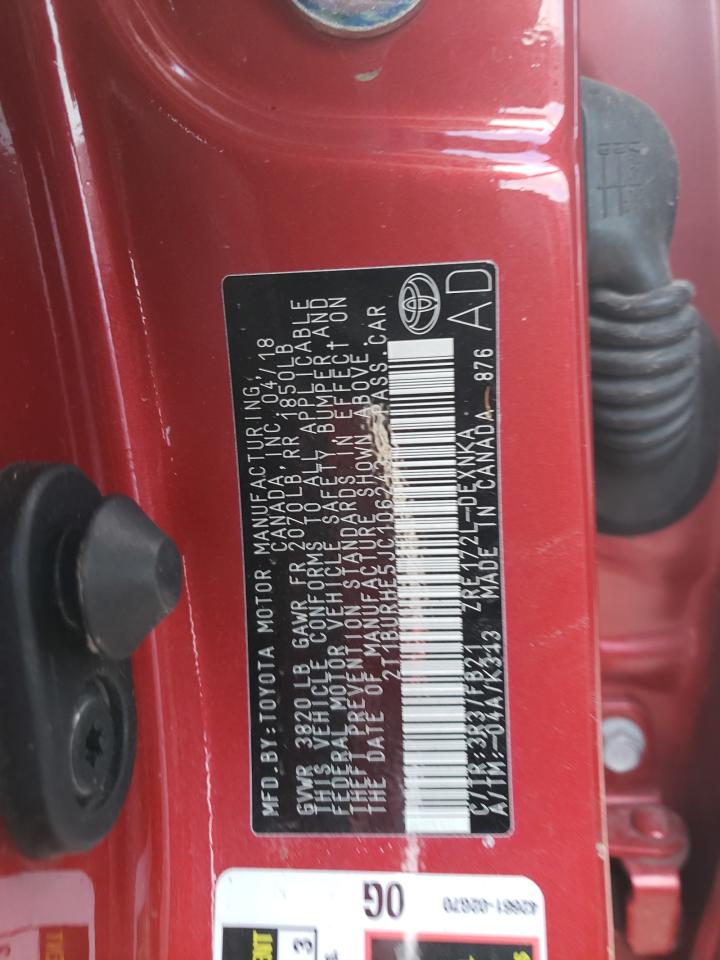 MFD. BY: TOYOTA MOTOR MANUFACTURING
CANADA, INC. 04/18
GVWR 3820 LB GAWR FR 2070LB, RR 1850LB
THIS VEHICLE CONFORMS TO ALL APPLICABLE
FEDERAL MOTOR VEHICLE SAFETY, BUMPER, AND
THEFT PREVENTION STANDARDS IN EFFECT ON
THE DATE OF MANUFACTURE SHOWN ABOVE.
PASS. CAR
C/TR: 3R3/FB21 ZRE172L-DEXNKA
A/TM: -04A/K313 MADE IN CANADA 876
AD
OG
42661-02G70
3